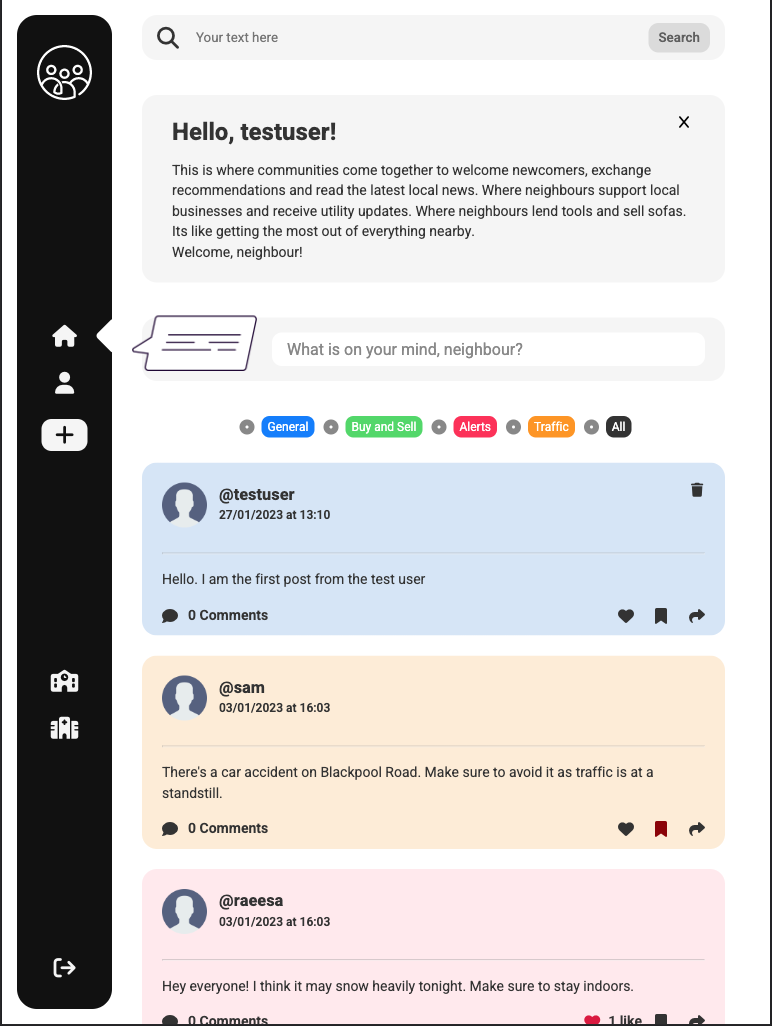 Your text here
Search
Hello, testuser!
X
This is where communities come together to welcome newcomers, exchange
recommendations and read the latest local news. Where neighbours support local
businesses and receive utility updates. Where neighbours lend tools and sell sofas.
Its like getting the most out of everything nearby.
Welcome, neighbour!
What is on your mind, neighbour?
General Buy and Sell Alerts Traffic All
@testuser
27/01/2023 at 13:10
Hello. I am the first post from the test user
0 Comments
@sam
03/01/2023 at 16:03
There's a car accident on Blackpool Road. Make sure to avoid it as traffic is at a
standstill.
0 Comments
@raeesa
03/01/2023 at 16:03
Hey everyone! I think it may snow heavily tonight. Make sure to stay indoors.
0 Comments 1 like